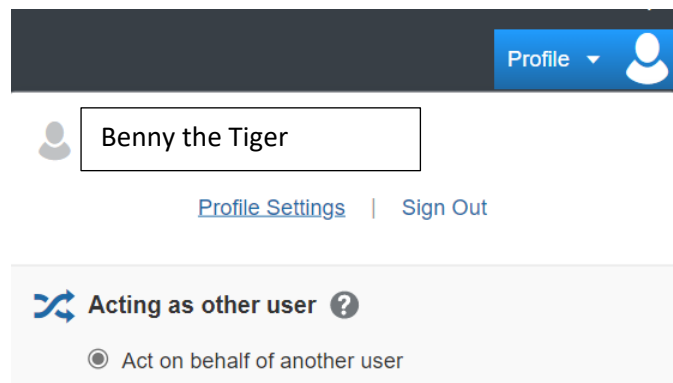 Profile
Benny the Tiger
Profile Settings | Sign Out
Acting as other user ?
Act on behalf of another user